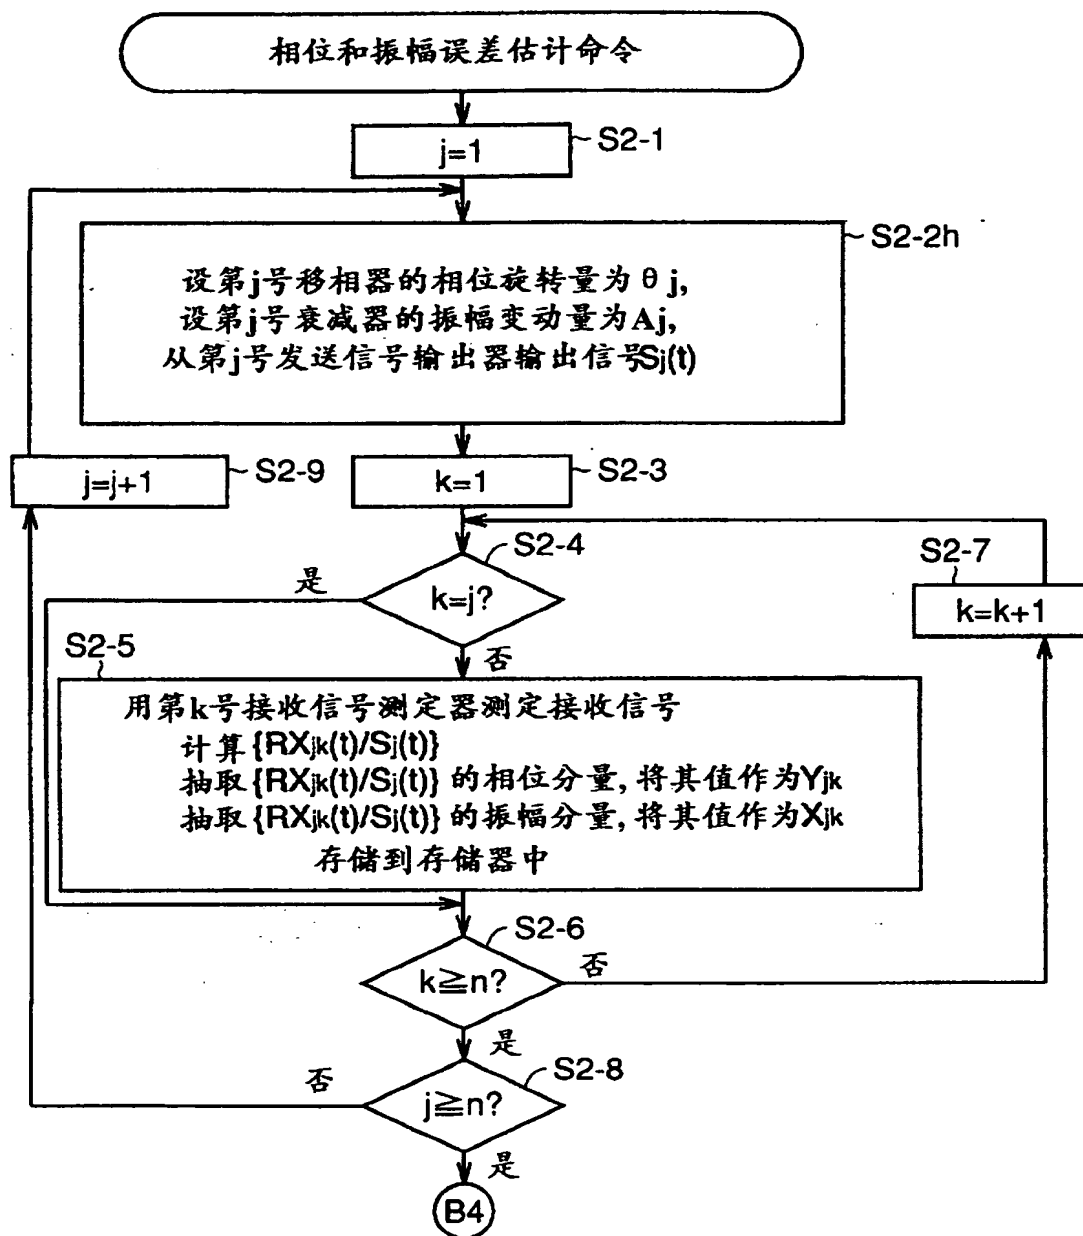 相位和振幅误差估计命令
j=1
S2-1
S2-2h
设第j号移相器的相位旋转量为θj,
设第j号衰减器的振幅变动量为Aj,
从第j号发送信号输出器输出信号Sj(t)
j=j+1
S2-9
k=1
S2-3
S2-4
是
k=j?
否
S2-7
k=k+1
S2-5
用第k号接收信号测定器测定接收信号
计算{RXjk(t)/Sj(t)}
抽取{RXjk(t)/Sj(t)}的相位分量,将其值作为Yjk
抽取{RXjk(t)/Sj(t)}的振幅分量,将其值作为Xjk
存储到存储器中
S2-6
k≧n?
否
是
S2-8
否
j≧n?
是
B4